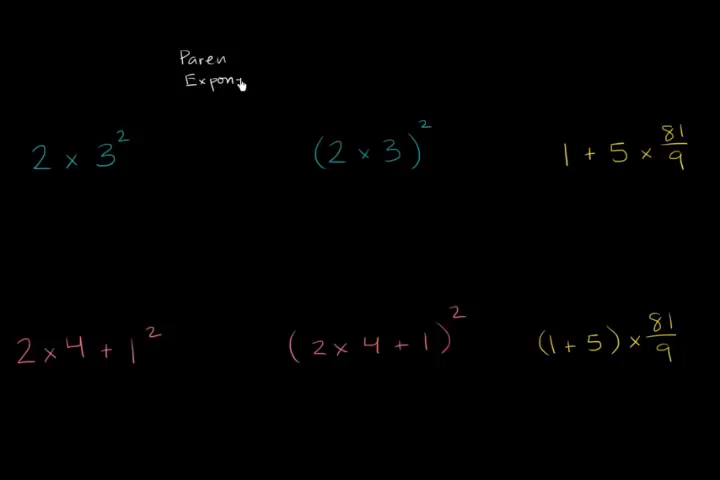 Paren
Expon
2 × 3²
(2 × 3)²
1 + 5 × 81/9
2 × 4 + 1²
(2 × 4 + 1)²
(1 + 5) × 81/9